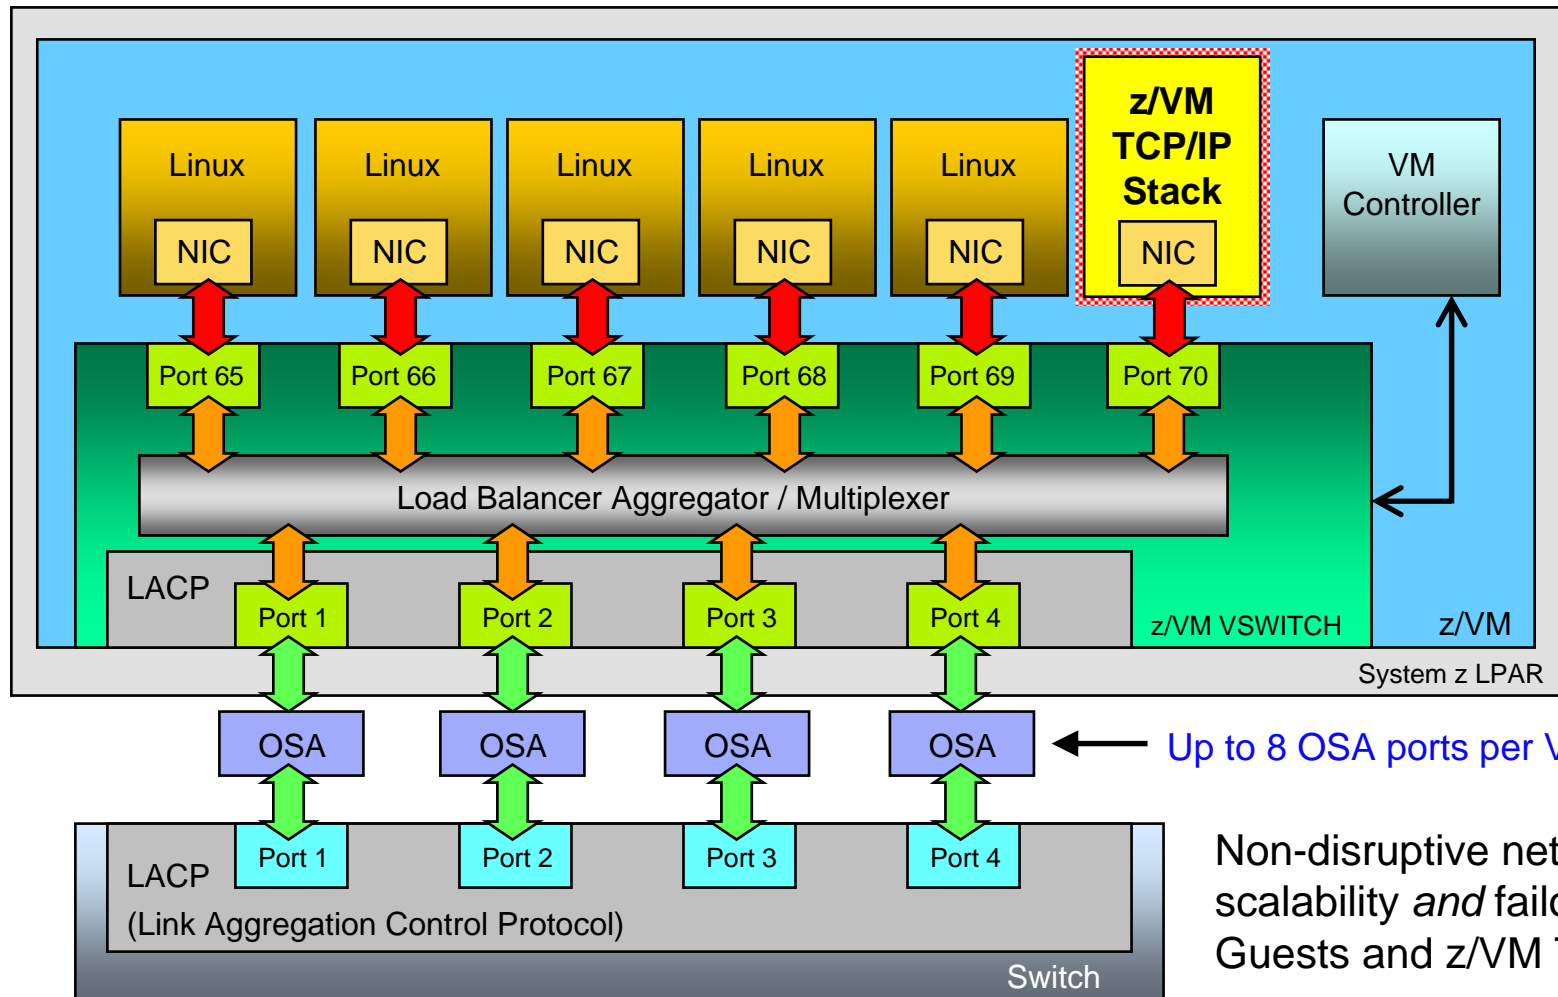 z/VM
TCP/IP
Stack
Linux Linux Linux Linux Linux
VM
Controller
NIC NIC NIC NIC NIC NIC
Port 65 Port 66 Port 67 Port 68 Port 69 Port 70
Load Balancer Aggregator / Multiplexer
LACP
Port 1 Port 2 Port 3 Port 4
z/VM VSWITCH
z/VM
System z LPAR
OSA OSA OSA OSA
Up to 8 OSA ports per
Port 1 Port 2 Port 3 Port 4
LACP
(Link Aggregation Control Protocol)
Switch
Non-disruptive
scalability and
Guests and z/VM